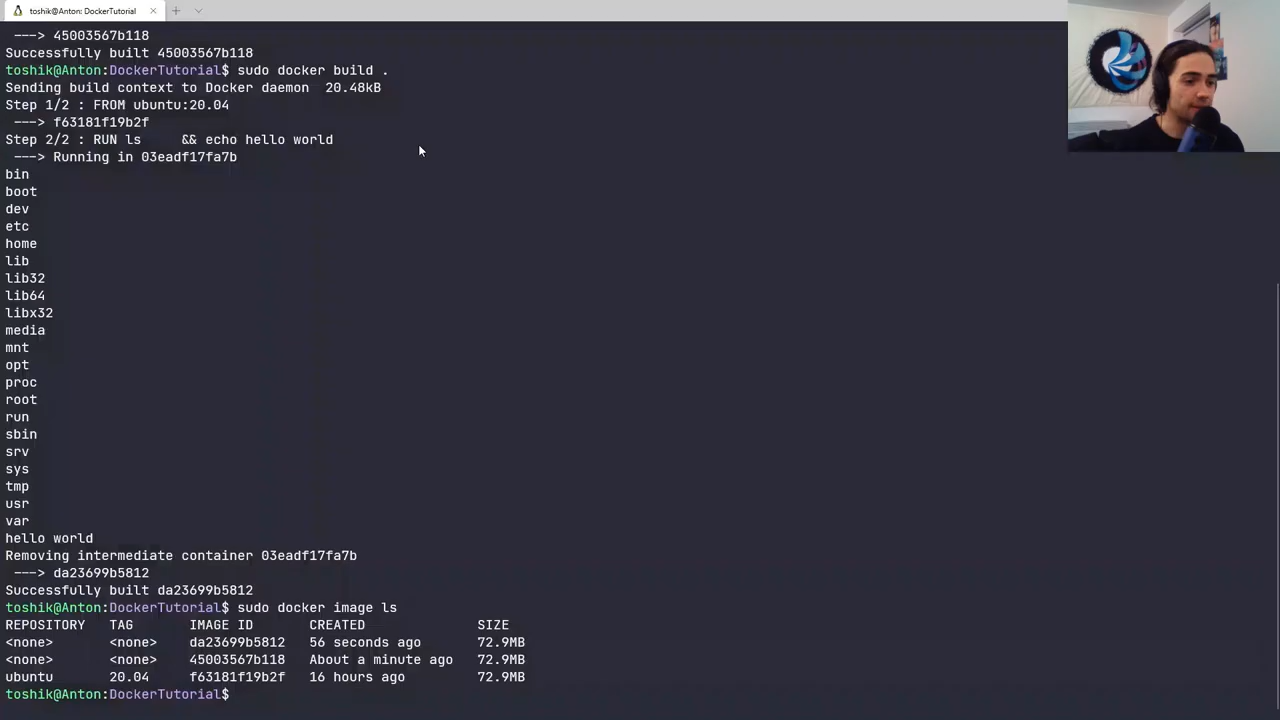 toshik@Anton: DockerTutorial
---> 45003567b118
Successfully built 45003567b118
toshik@Anton:DockerTutorial$ sudo docker build .
Sending build context to Docker daemon  20.48kB
Step 1/2 : FROM ubuntu:20.04
---> f63181f19b2f
Step 2/2 : RUN ls     && echo hello world
---> Running in 03eadf17fa7b
bin
boot
dev
etc
home
lib
lib32
lib64
libx32
media
mnt
opt
proc
root
run
sbin
srv
sys
tmp
usr
var
hello world
Removing intermediate container 03eadf17fa7b
---> da23699b5812
Successfully built da23699b5812
toshik@Anton:DockerTutorial$ sudo docker image ls
REPOSITORY   TAG       IMAGE ID       CREATED              SIZE
<none>       <none>    da23699b5812   56 seconds ago       72.9MB
<none>       <none>    45003567b118   About a minute ago   72.9MB
ubuntu       20.04     f63181f19b2f   16 hours ago         72.9MB
toshik@Anton:DockerTutorial$